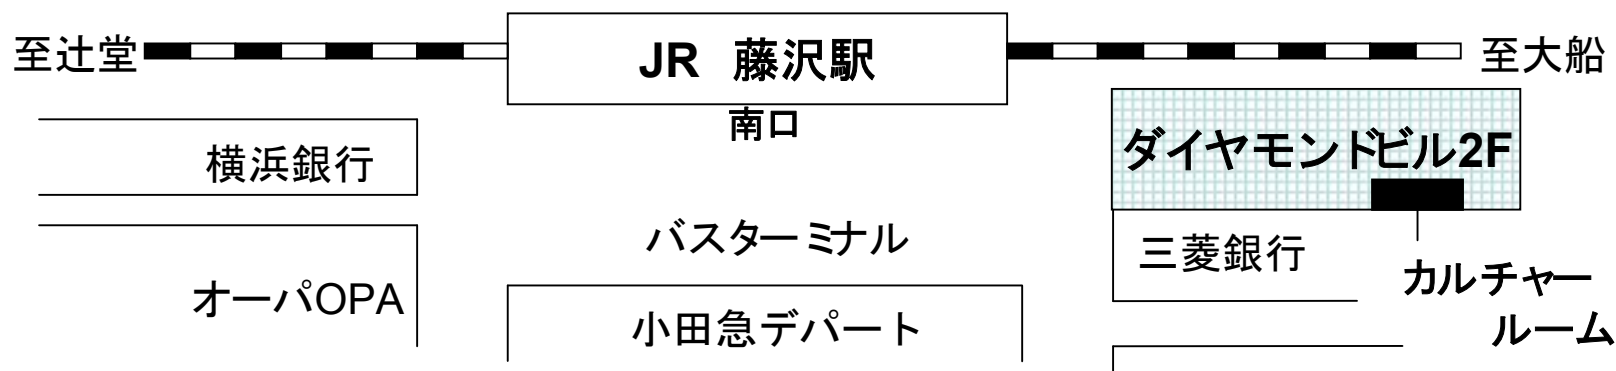 至辻堂
JR 藤沢駅
至大船
南口
横浜銀行
ダイヤモンドビル2F
バスターミナル
三菱銀行
オーパOPA
小田急デパート
カルチャー
ルーム